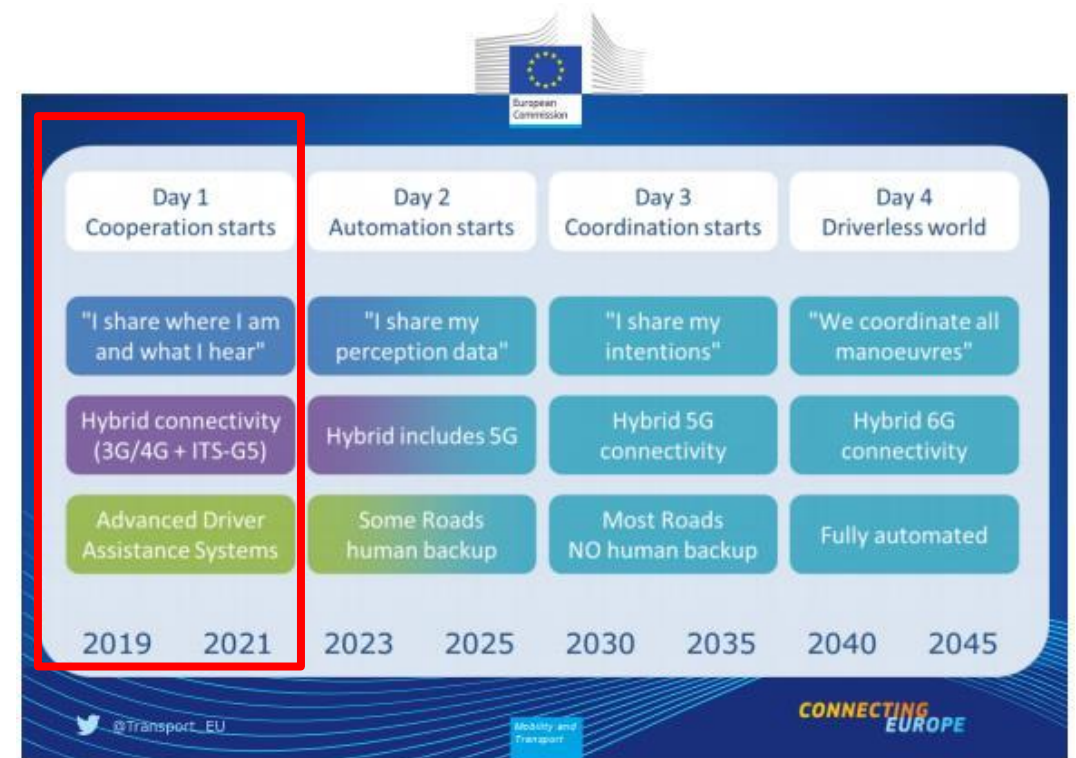 European
Commission
Day 1
Cooperation starts
Day 2
Automation starts
Day 3
Coordination starts
Day 4
Driverless world
"I share where I am
and what I hear"
"I share my
perception data"
"I share my
intentions"
"We coordinate all
manoeuvres"
Hybrid connectivity
(3G/4G + ITS-G5)
Hybrid includes 5G
Hybrid 5G
connectivity
Hybrid 6G
connectivity
Advanced Driver
Assistance Systems
Some Roads
human backup
Most Roads
NO human backup
Fully automated
2019 2021 2023 2025 2030 2035 2040 2045
@Transport_EU
Mobility and
Transport
CONNECTING
EUROPE